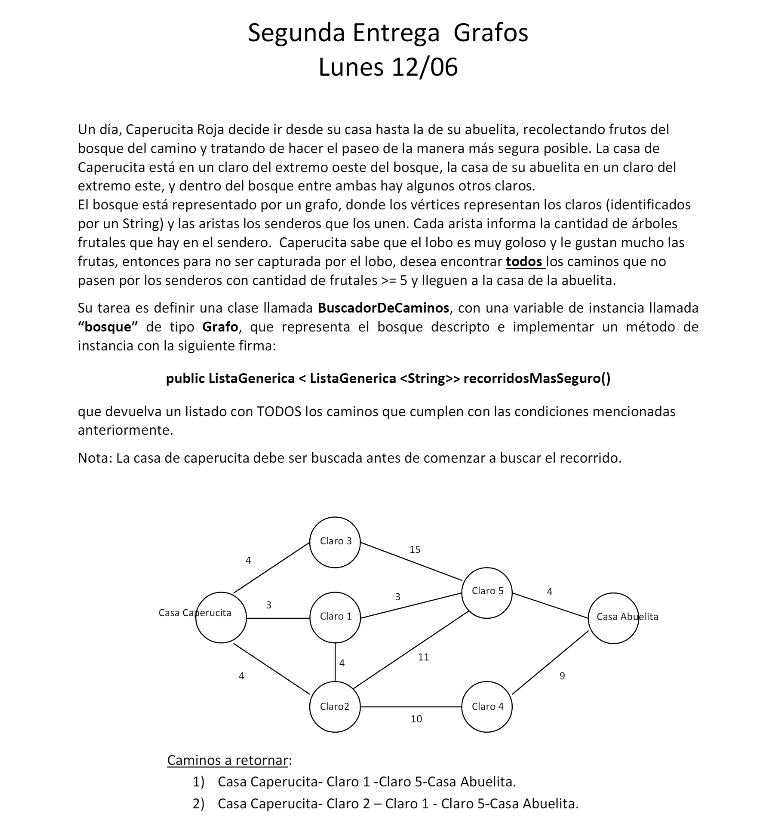 Segunda Entrega  Grafos
Lunes 12/06
Un día, Caperucita Roja decide ir desde su casa hasta la de su abuelita, recolectando frutos del
bosque del camino y tratando de hacer el paseo de la manera más segura posible. La casa de
Caperucita está en un claro del extremo oeste del bosque, la casa de su abuelita en un claro del
extremo este, y dentro del bosque entre ambas hay algunos otros claros.
El bosque está representado por un grafo, donde los vértices representan los claros (identificados
por un String) y las aristas los senderos que los unen. Cada arista informa la cantidad de árboles
frutales que hay en el sendero.  Caperucita sabe que el lobo es muy goloso y le gustan mucho las
frutas, entonces para no ser capturada por el lobo, desea encontrar todos los caminos que no
pasen por los senderos con cantidad de frutales >= 5 y lleguen a la casa de la abuelita.
Su tarea es definir una clase llamada BuscadorDeCaminos, con una variable de instancia llamada
“bosque” de tipo Grafo, que representa el bosque descripto e implementar un método de
instancia con la siguiente firma:
public ListaGenerica < ListaGenerica <String>> recorridosMasSeguro()
que devuelva un listado con TODOS los caminos que cumplen con las condiciones mencionadas
anteriormente.
Nota: La casa de caperucita debe ser buscada antes de comenzar a buscar el recorrido.
Claro 3
15
4
Claro 5
4
3
3
Casa Caperucita
Claro 1
Casa Abuelita
4
11
4
9
Claro2
Claro 4
10
Caminos a retornar:
1) Casa Caperucita- Claro 1 -Claro 5-Casa Abuelita.
2) Casa Caperucita- Claro 2 – Claro 1 - Claro 5-Casa Abuelita.